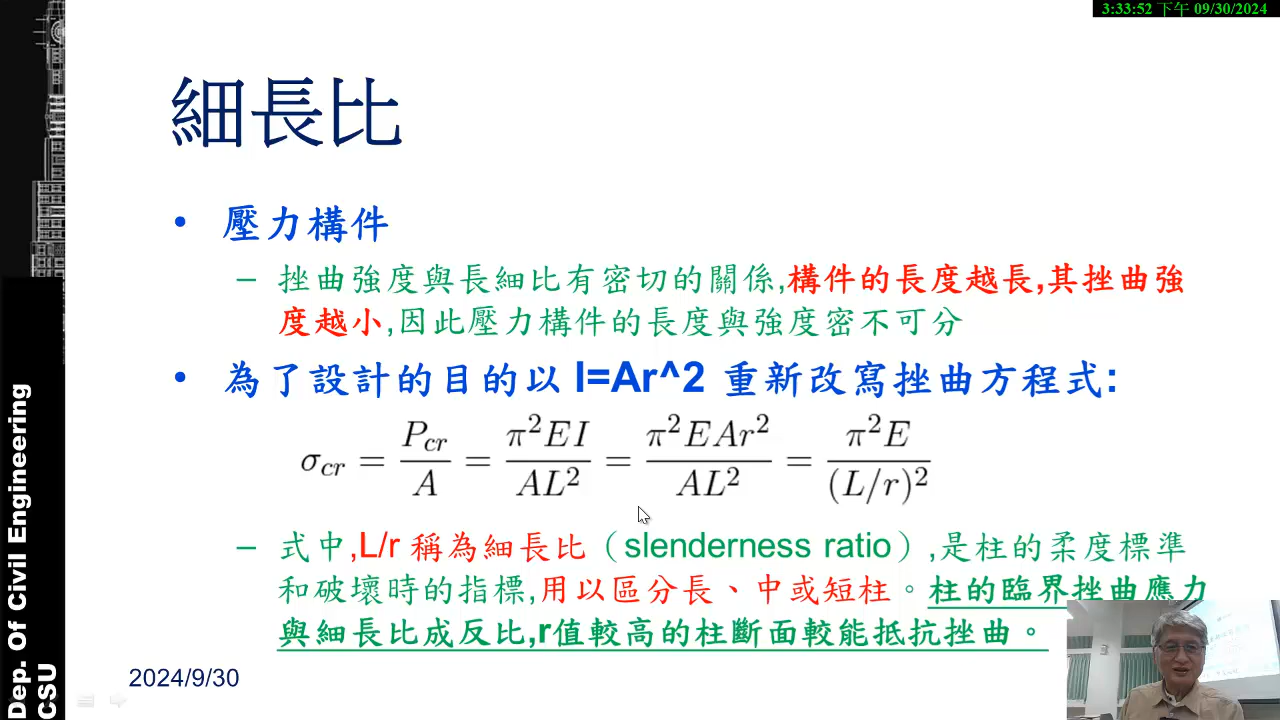 3:33:52 下午 09/30/2024
細長比
• 壓力構件
– 挫曲強度與長細比有密切的關係,構件的長度越長,其挫曲強
度越小,因此壓力構件的長度與強度密不可分
• 為了設計的目的以 I=Ar^2 重新改寫挫曲方程式:
σ_cr = P_cr/A = π²EI/AL² = π²EAr²/AL² = π²E/(L/r)²
– 式中,L/r 稱為細長比（slenderness ratio）,是柱的柔度標準
和破壞時的指標,用以區分長、中或短柱。柱的臨界挫曲應力
與細長比成反比,r值較高的柱斷面較能抵抗挫曲。
2024/9/30
Dep. Of Civil Engineering
CSU